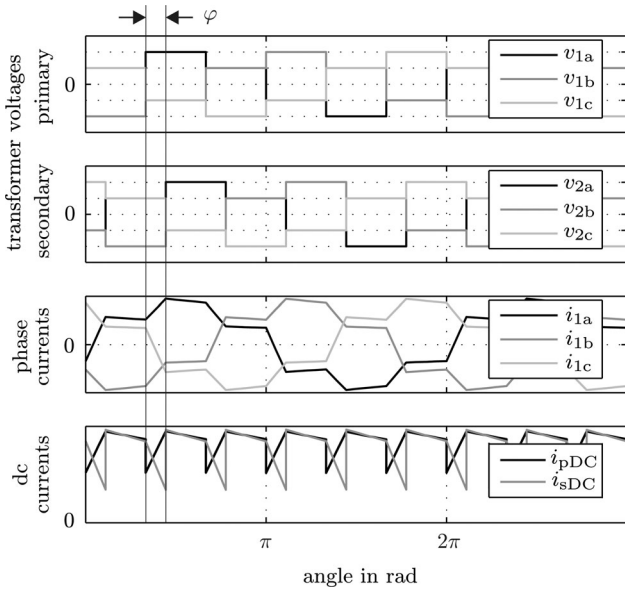 φ
transformer voltages
primary
0
v1a
v1b
v1c
secondary
0
v2a
v2b
v2c
phase
currents
0
i1a
i1b
i1c
dc
currents
0
ipDC
isDC
π
2π
angle in rad